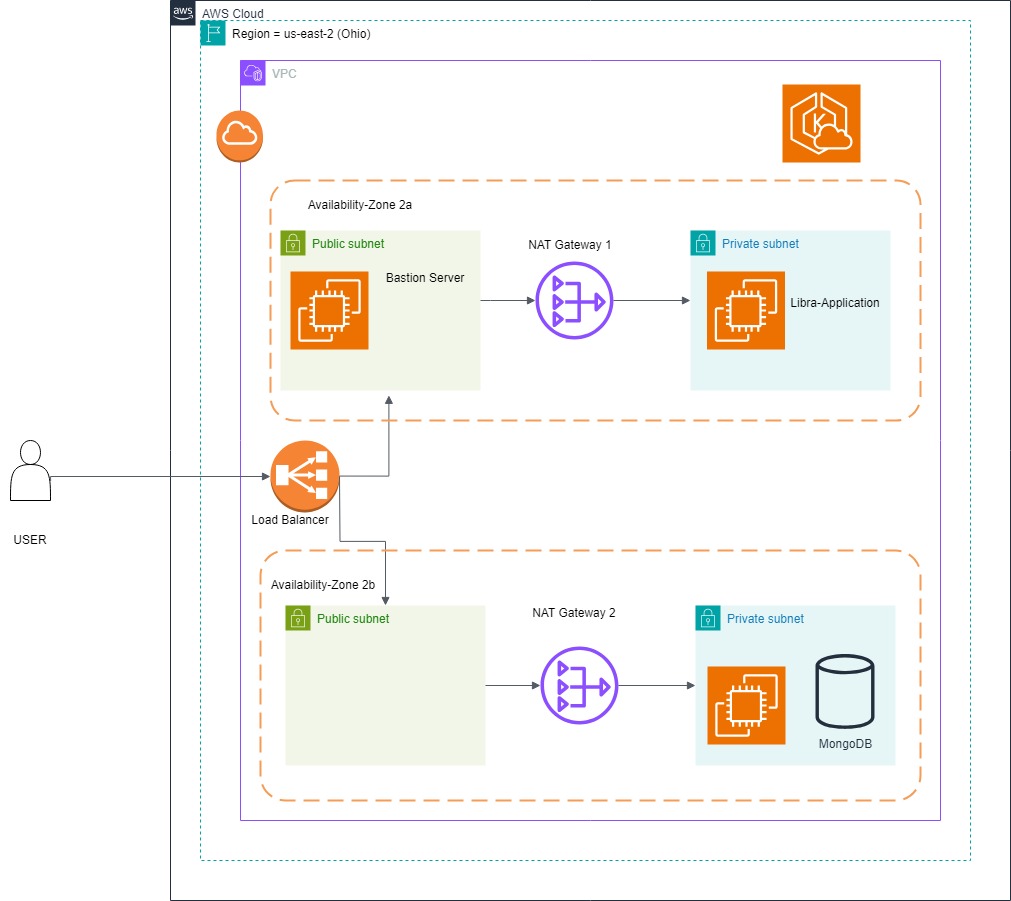 aws
AWS Cloud
Region = us-east-2 (Ohio)
VPC
K
Availability-Zone 2a
Public subnet
Bastion Server
NAT Gateway 1
Private subnet
Libra-Application
USER
Load Balancer
Availability-Zone 2b
Public subnet
NAT Gateway 2
Private subnet
MongoDB